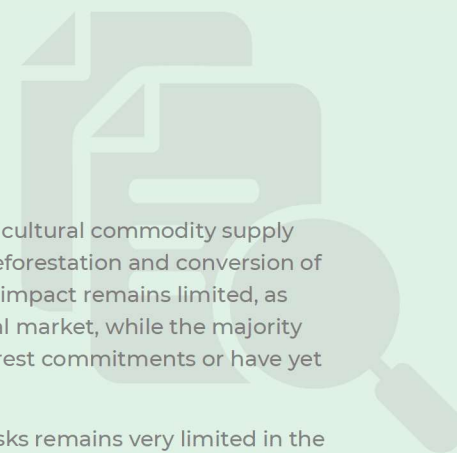 cultural commodity supply
eforestation and conversion of
impact remains limited, as
l market, while the majority
rest commitments or have yet
sks remains very limited in the